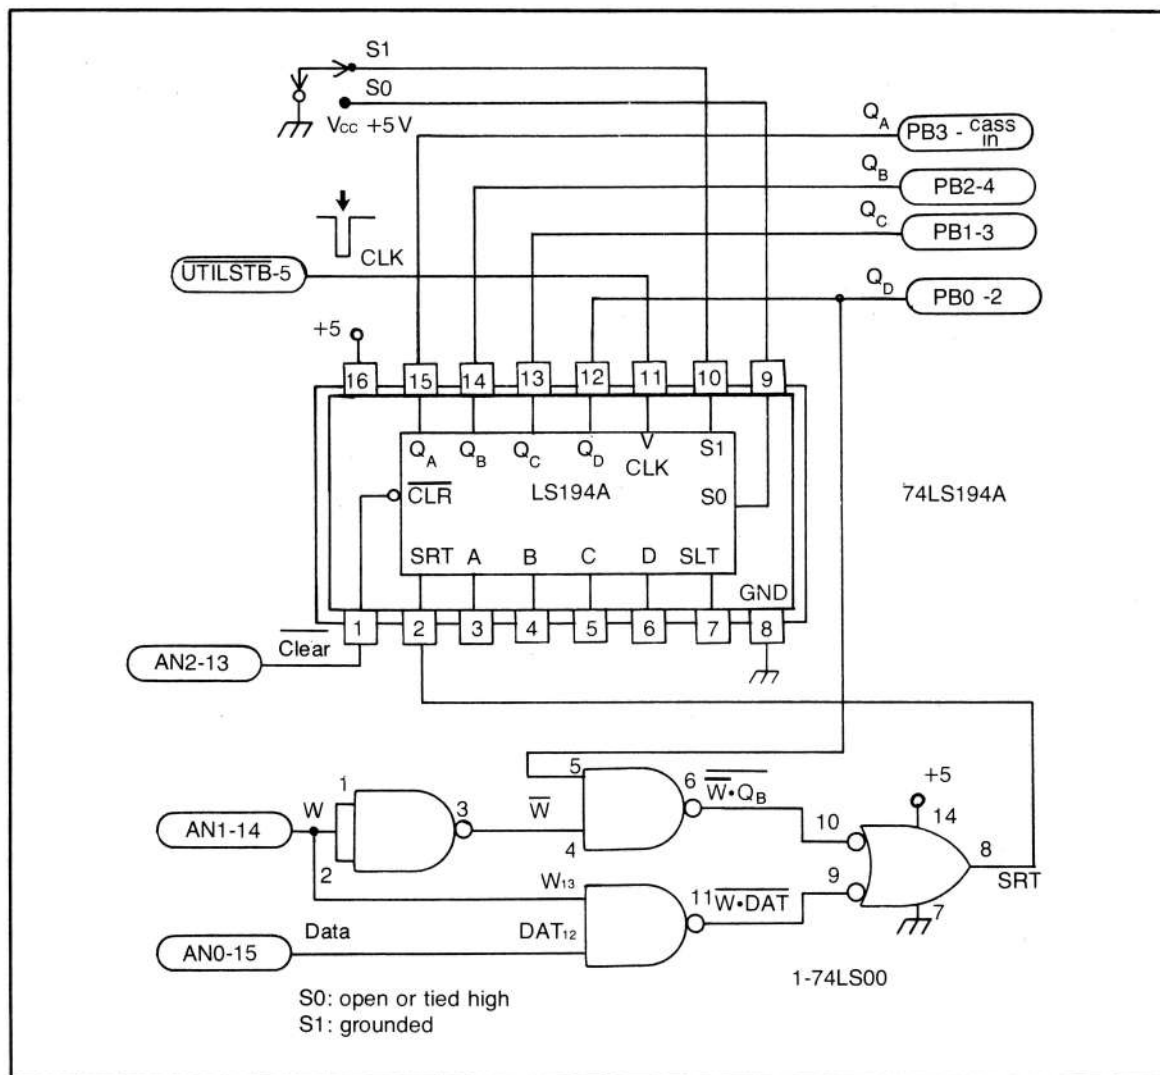 S1
S0
Vcc +5V
QA
PB3 - cass in
QB
PB2-4
QC
PB1-3
CLK
UTILSTB-5
QD
PB0 -2
+5
16
15
14
13
12
11
10
9
QA
QB
QC
QD
V
CLK
S1
CLR
LS194A
S0
74LS194A
SRT
A
B
C
D
SLT
GND
1
2
3
4
5
6
7
8
Clear
AN2-13
5
6
W·QB
+5
1
3
W
14
W
10
AN1-14
4
8
2
9
SRT
W13
11
W·DAT
7
Data
DAT12
AN0-15
1-74LS00
S0: open or tied high
S1: grounded